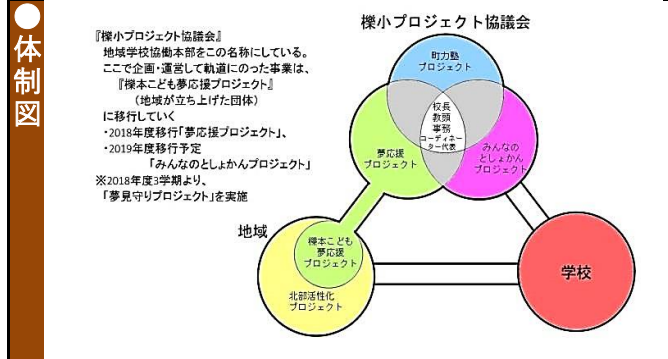 ●体制図
櫟小プロジェクト協議会
『櫟小プロジェクト協議会』
地域学校協働本部をこの名称にしている。
ここで企画・運営して軌道にのった事業は、
『櫟本こども夢応援プロジェクト』
(地域が立ち上げた団体)
に移行していく
・2018年度移行「夢応援プロジェクト」、
・2019年度移行予定
「みんなのとしょかんプロジェクト」
※2018年度3学期より、
「夢見守りプロジェクト」を実施
町力塾
プロジェクト
校長
教頭
事務
コーディネー
ター代表
夢応援
プロジェクト
みんなの
としょかん
プロジェクト
地域
櫟本こども
夢応援
プロジェクト
北部活性化
プロジェクト
学校